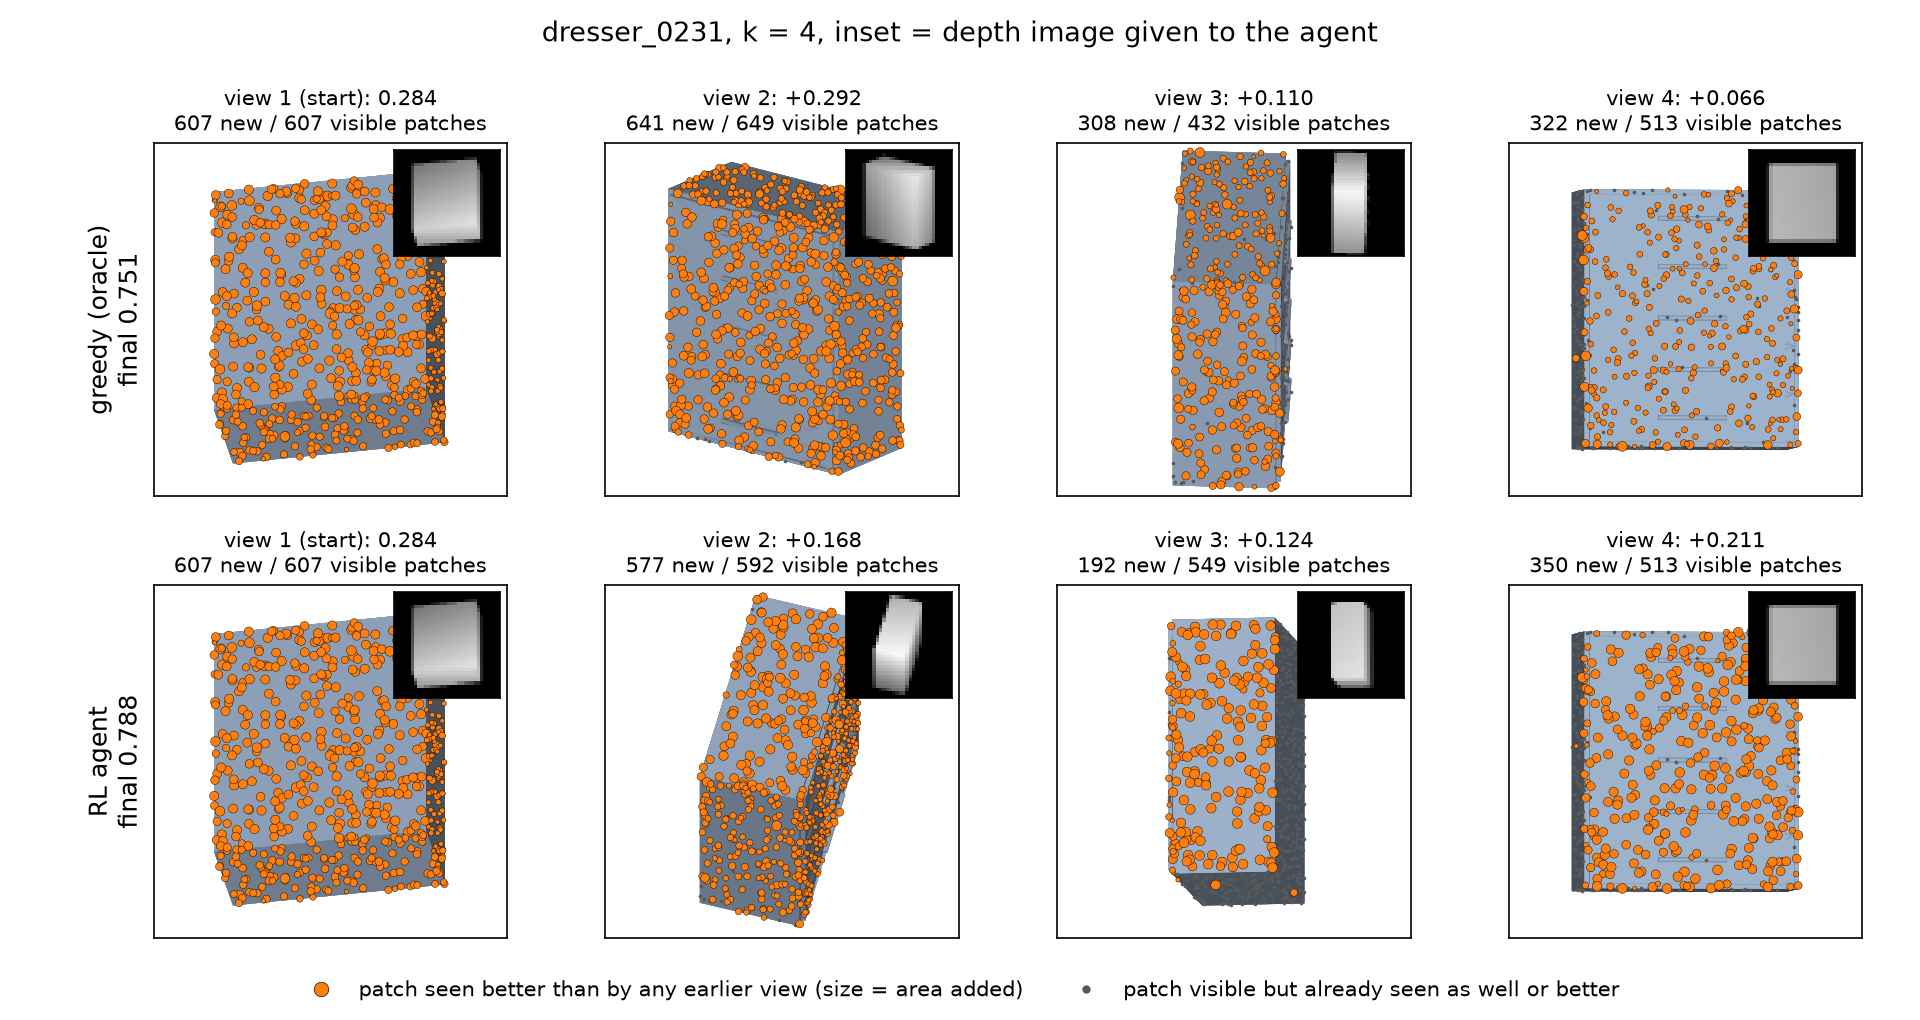 dresser_0231, k = 4, inset = depth image given to the agent
greedy (oracle)
final 0.751
view 1 (start): 0.284
607 new / 607 visible patches
view 2: +0.292
641 new / 649 visible patches
view 3: +0.110
308 new / 432 visible patches
view 4: +0.066
322 new / 513 visible patches
RL agent
final 0.788
view 1 (start): 0.284
607 new / 607 visible patches
view 2: +0.168
577 new / 592 visible patches
view 3: +0.124
192 new / 549 visible patches
view 4: +0.211
350 new / 513 visible patches
patch seen better than by any earlier view (size = area added)
patch visible but already seen as well or better